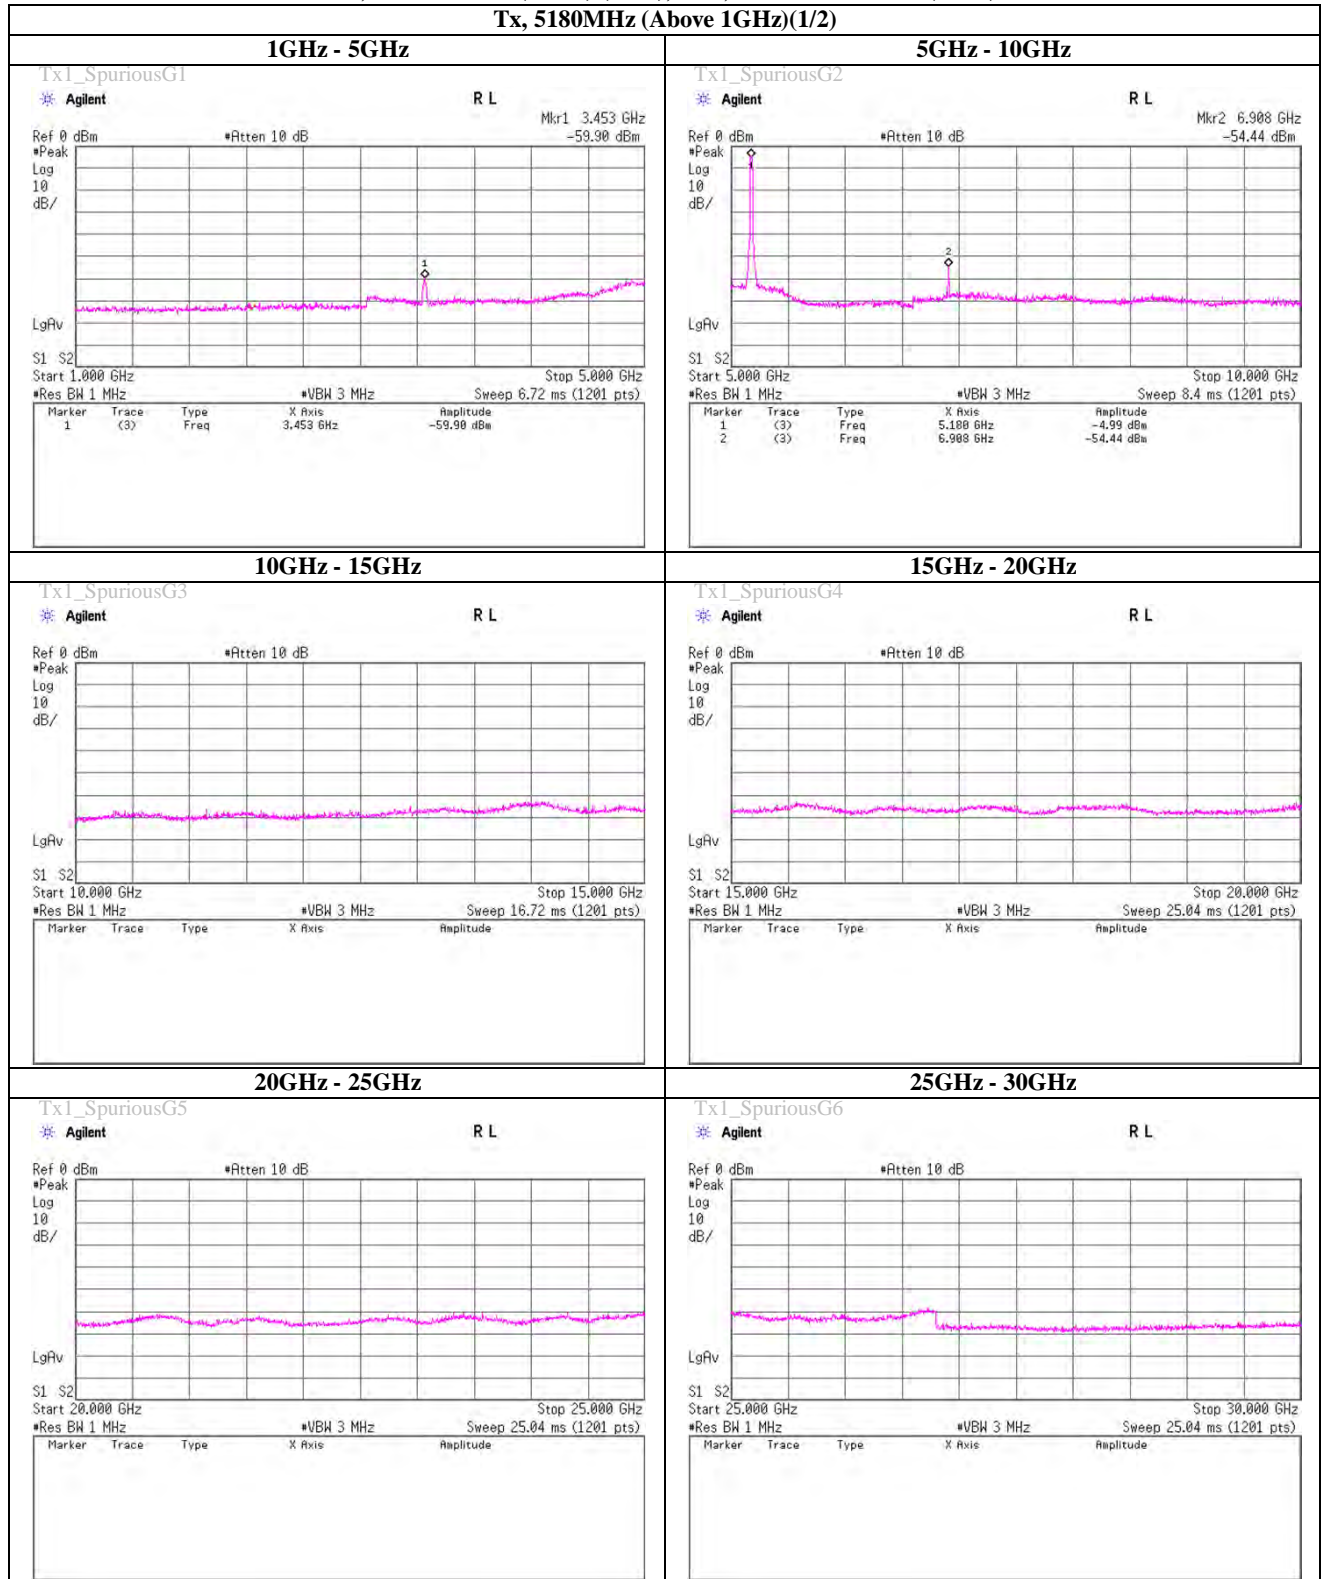 Tx, 5180MHz (Above 1GHz)(1/2)
1GHz - 5GHz
Tx1_SpuriousG1
Agilent
R L
Mkr1 3.453 GHz
Ref 0 dBm
#Atten 10 dB
-59.90 dBm
#Peak
Log
10
dB/
1
LgAv
S1 S2
Start 1.000 GHz
Stop 5.000 GHz
#Res BW 1 MHz
#VBW 3 MHz
Sweep 6.72 ms (1201 pts)
Marker Trace Type X Axis Amplitude
1 (3) Freq 3.453 GHz -59.90 dBm
5GHz - 10GHz
Tx1_SpuriousG2
Agilent
R L
Mkr2 6.908 GHz
Ref 0 dBm
#Atten 10 dB
-54.44 dBm
#Peak
Log
10
dB/
2
LgAv
S1 S2
Start 5.000 GHz
Stop 10.000 GHz
#Res BW 1 MHz
#VBW 3 MHz
Sweep 8.4 ms (1201 pts)
Marker Trace Type X Axis Amplitude
1 (3) Freq 5.180 GHz -4.99 dBm
2 (3) Freq 6.908 GHz -54.44 dBm
10GHz - 15GHz
Tx1_SpuriousG3
Agilent
R L
Ref 0 dBm
#Atten 10 dB
#Peak
Log
10
dB/
LgAv
S1 S2
Start 10.000 GHz
Stop 15.000 GHz
#Res BW 1 MHz
#VBW 3 MHz
Sweep 16.72 ms (1201 pts)
Marker Trace Type X Axis Amplitude
15GHz - 20GHz
Tx1_SpuriousG4
Agilent
R L
Ref 0 dBm
#Atten 10 dB
#Peak
Log
10
dB/
LgAv
S1 S2
Start 15.000 GHz
Stop 20.000 GHz
#Res BW 1 MHz
#VBW 3 MHz
Sweep 25.04 ms (1201 pts)
Marker Trace Type X Axis Amplitude
20GHz - 25GHz
Tx1_SpuriousG5
Agilent
R L
Ref 0 dBm
#Atten 10 dB
#Peak
Log
10
dB/
LgAv
S1 S2
Start 20.000 GHz
Stop 25.000 GHz
#Res BW 1 MHz
#VBW 3 MHz
Sweep 25.04 ms (1201 pts)
Marker Trace Type X Axis Amplitude
25GHz - 30GHz
Tx1_SpuriousG6
Agilent
R L
Ref 0 dBm
#Atten 10 dB
#Peak
Log
10
dB/
LgAv
S1 S2
Start 25.000 GHz
Stop 30.000 GHz
#Res BW 1 MHz
#VBW 3 MHz
Sweep 25.04 ms (1201 pts)
Marker Trace Type X Axis Amplitude